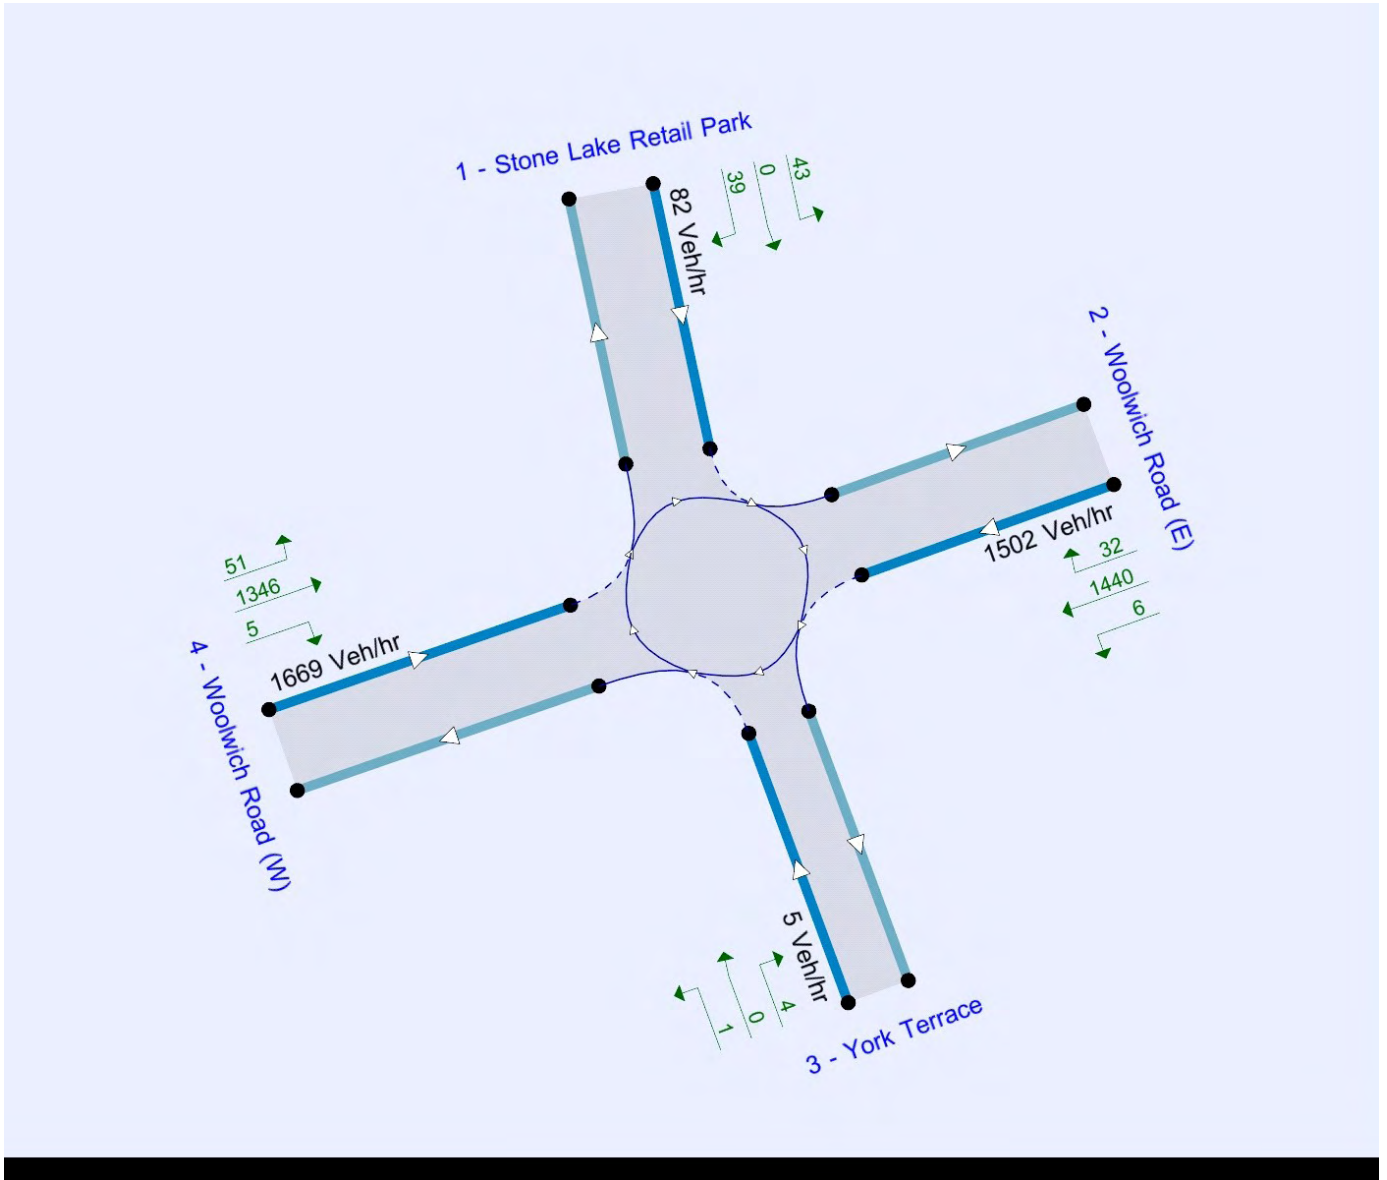 1 - Stone Lake Retail Park
82 Veh/hr
39
0
43
2 - Woolwich Road (E)
1502 Veh/hr
32
1440
6
51
1346
5
1669 Veh/hr
4 - Woolwich Road (W)
5 Veh/hr
1
0
4
3 - York Terrace